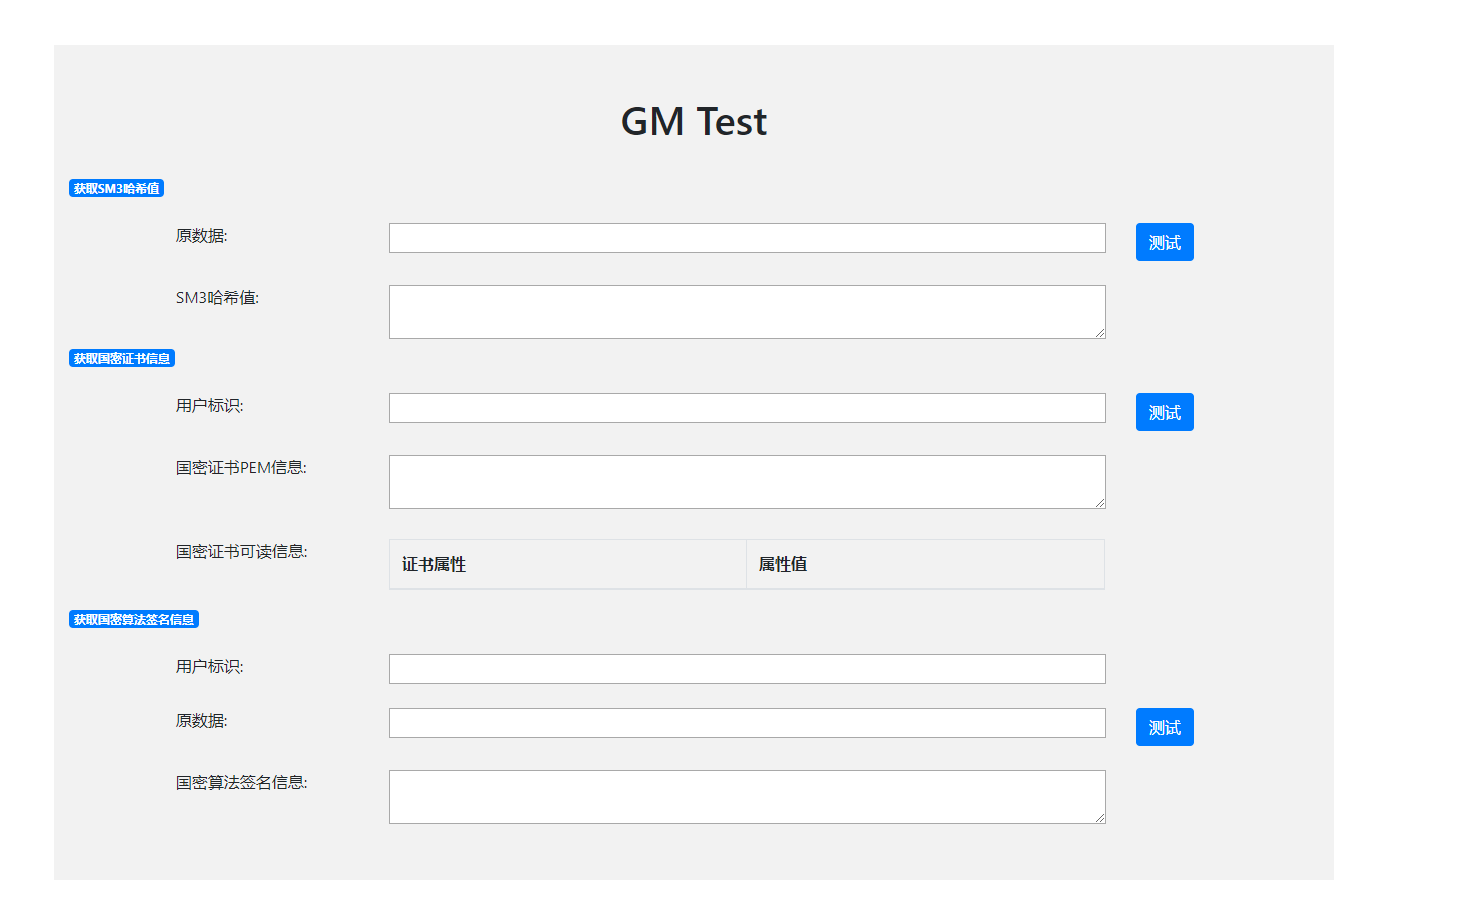 GM Test
获取SM3哈希值
原数据:
测试
SM3哈希值:
获取国密证书信息
用户标识:
测试
国密证书PEM信息:
国密证书可读信息:
证书属性 属性值
获取国密算法签名信息
用户标识:
原数据:
测试
国密算法签名信息: